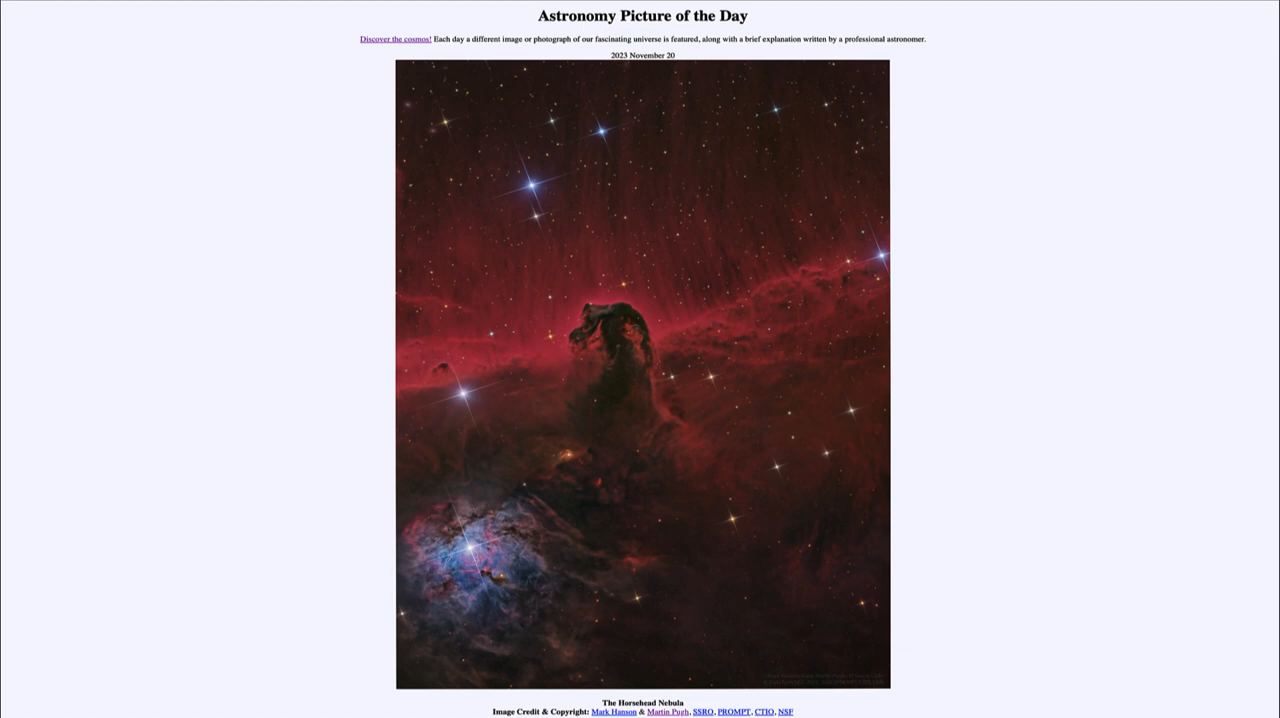 Astronomy Picture of the Day
Discover the cosmos! Each day a different image or photograph of our fascinating universe is featured, along with a brief explanation written by a professional astronomer.
2023 November 20
The Horsehead Nebula
Image Credit & Copyright: Mark Hanson & Martin Pugh, SSRO, PROMPT, CTIO, NSF